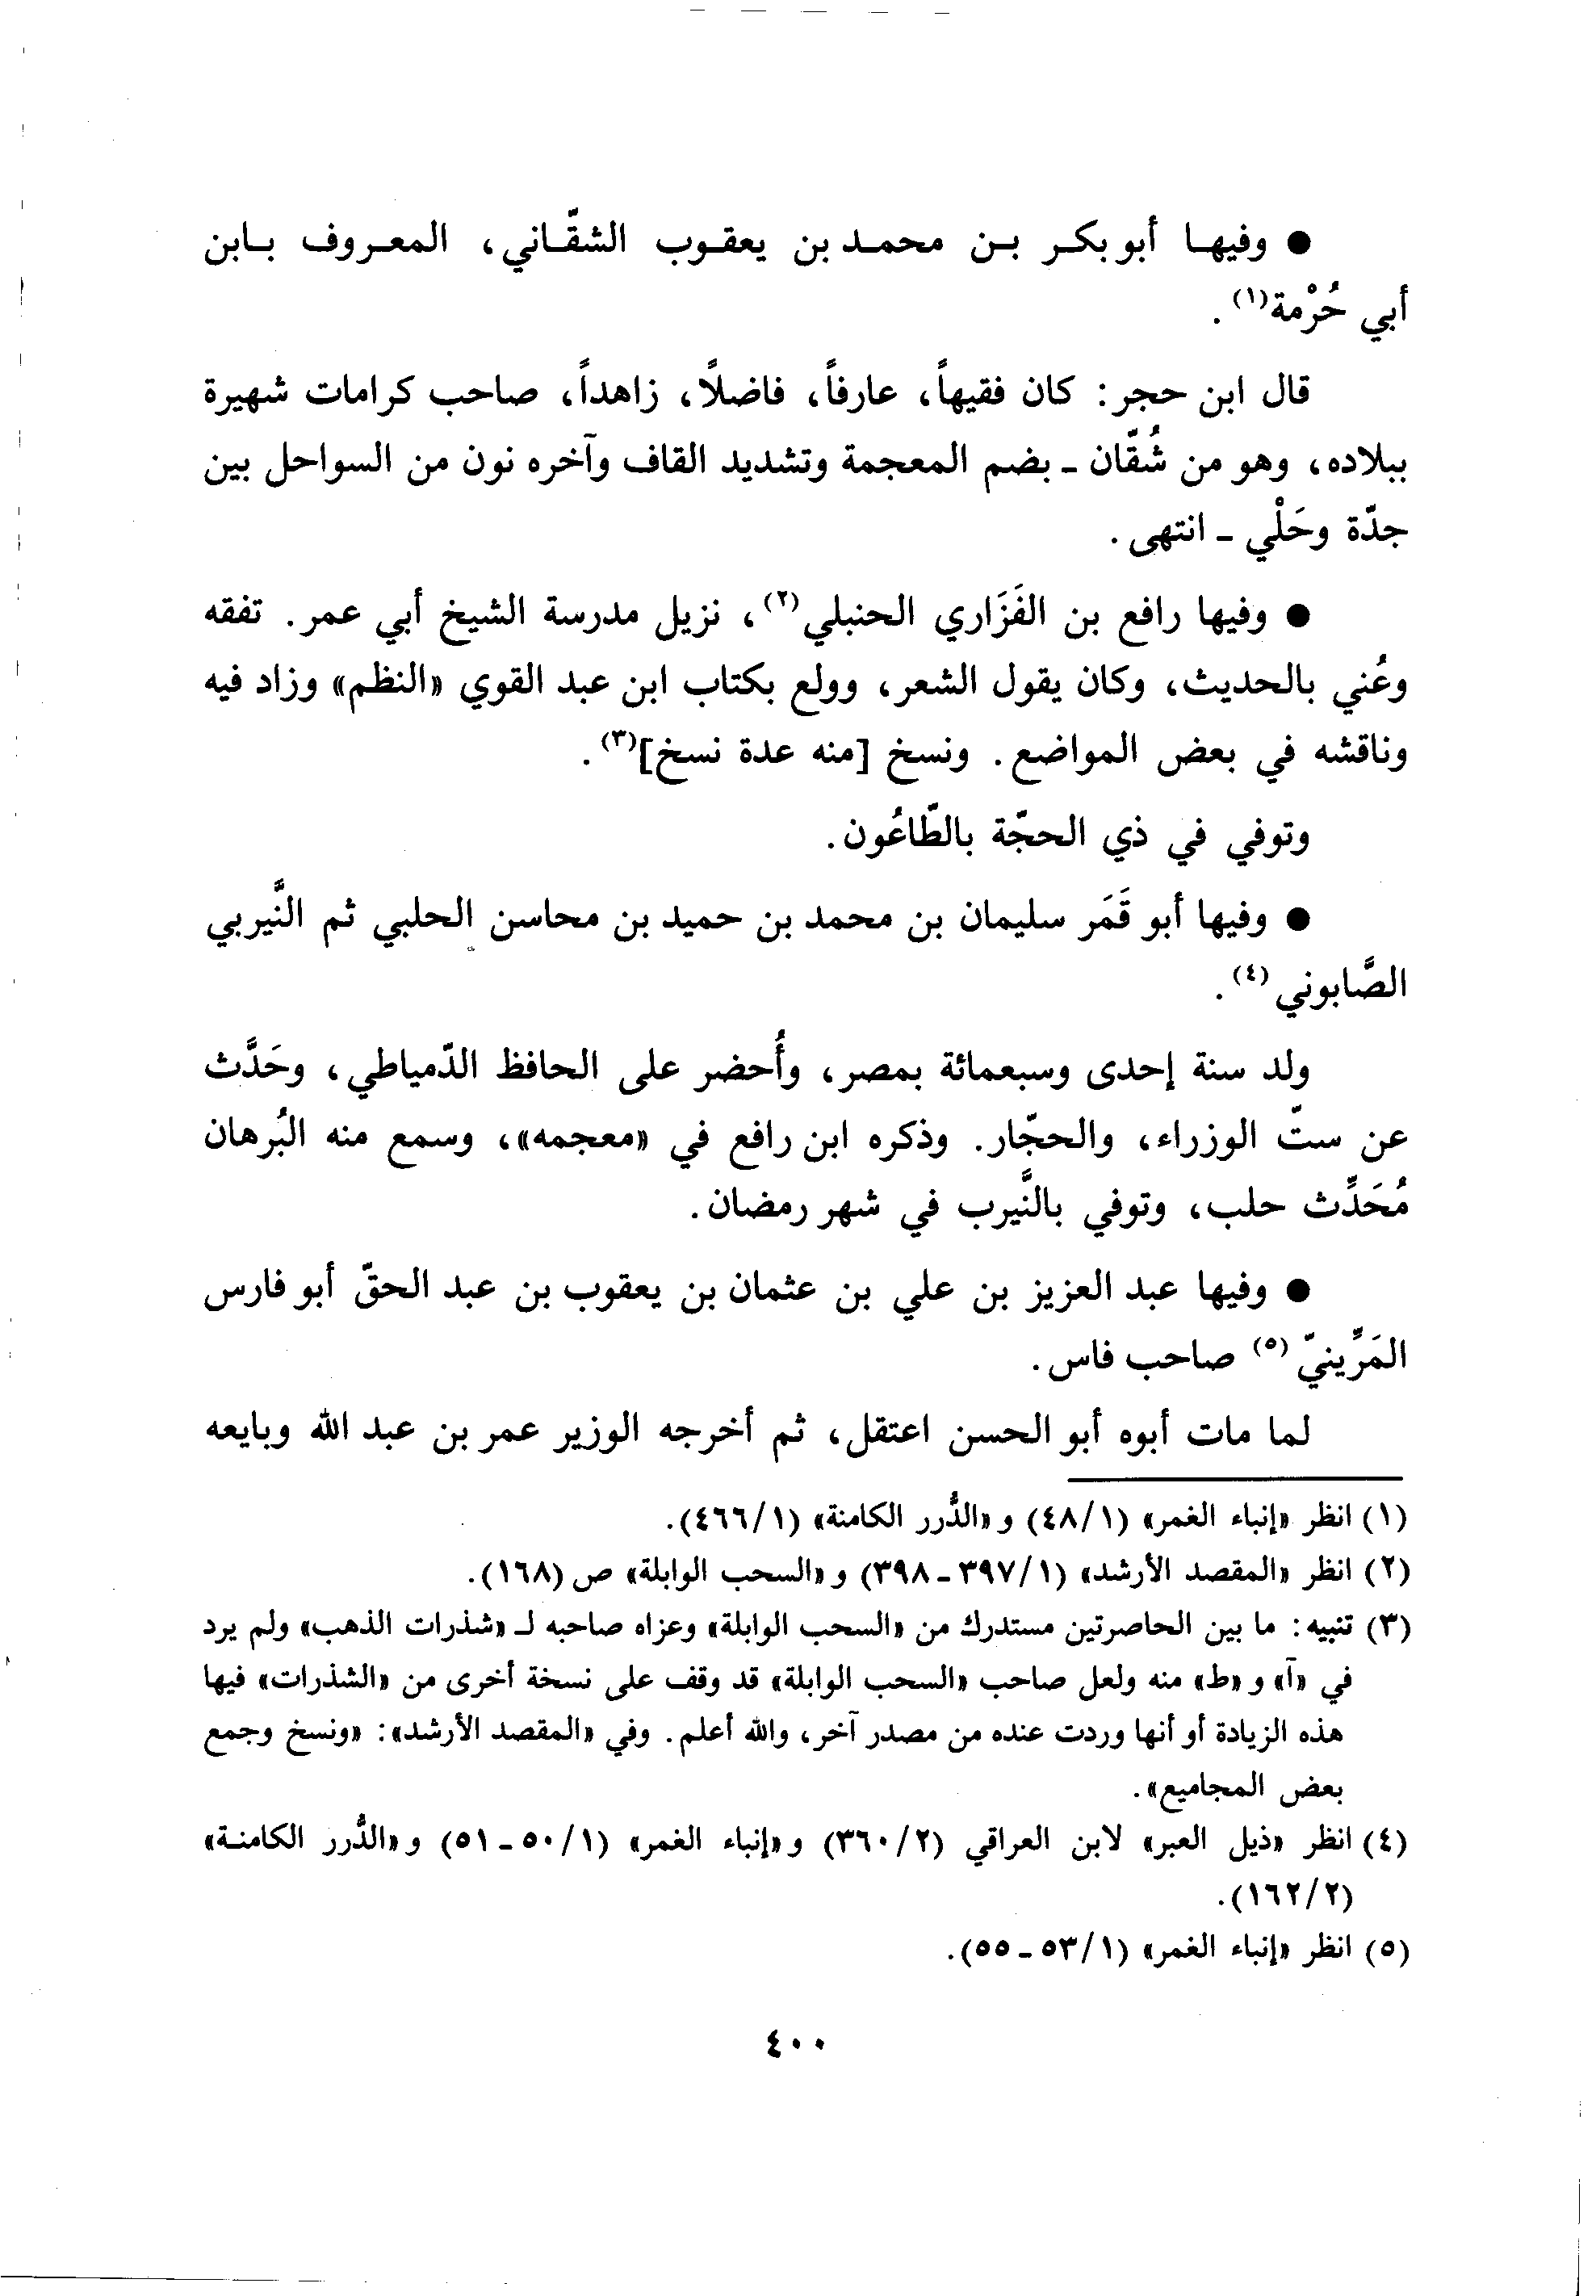 ● وفيها أبو بكر بن محمد بن يعقوب الشقّاني، المعروف بابن
أبي حُرْمة(١).
قال ابن حجر: كان فقيهاً، عارفاً، فاضلاً، زاهداً، صاحب كرامات شهيرة
ببلاده، وهو من شُقّان - بضم المعجمة وتشديد القاف وآخره نون من السواحل بين
جدّة وحَلْي - انتهى.
● وفيها رافع بن الفَزَاري الحنبلي(٢)، نزيل مدرسة الشيخ أبي عمر. تفقه
وعُني بالحديث، وكان يقول الشعر، وولع بكتاب ابن عبد القوي «النظم» وزاد فيه
وناقشه في بعض المواضع. ونسخ [منه عدة نسخ](٣).
وتوفي في ذي الحجّة بالطّاعُون.
● وفيها أبو قَمَر سليمان بن محمد بن حميد بن محاسن الحلبي ثم النَّيربي
الصَّابوني(٤).
ولد سنة إحدى وسبعمائة بمصر، وأُحضر على الحافظ الدّمياطي، وحَدَّث
عن ستّ الوزراء، والحجّار. وذكره ابن رافع في «معجمه»، وسمع منه البُرهان
مُحَدِّث حلب، وتوفي بالنَّيرب في شهر رمضان.
● وفيها عبد العزيز بن علي بن عثمان بن يعقوب بن عبد الحقّ أبو فارس
المَرِّينيّ(٥) صاحب فاس.
لما مات أبوه أبو الحسن اعتقل، ثم أخرجه الوزير عمر بن عبد الله وبايعه
(١) انظر «إنباء الغمر» (٤٨/١) و«الدُّرر الكامنة» (٤٦٦/١).
(٢) انظر «المقصد الأرشد» (٣٩٧/١ - ٣٩٨) و«السحب الوابلة» ص (١٦٨).
(٣) تنبيه: ما بين الحاصرتين مستدرك من «السحب الوابلة» وعزاه صاحبه لـ «شذرات الذهب» ولم يرد
في «آ» و«ط» منه ولعل صاحب «السحب الوابلة» قد وقف على نسخة أخرى من «الشذرات» فيها
هذه الزيادة أو أنها وردت عنده من مصدر آخر، والله أعلم. وفي «المقصد الأرشد»: «ونسخ وجمع
بعض المجاميع».
(٤) انظر «ذيل العبر» لابن العراقي (٣٦٠/٢) و«إنباء الغمر» (٥٠/١ - ٥١) و«الدُّرر الكامنة»
(١٦٢/٢).
(٥) انظر «إنباء الغمر» (٥٣/١ - ٥٥).
٤٠٠